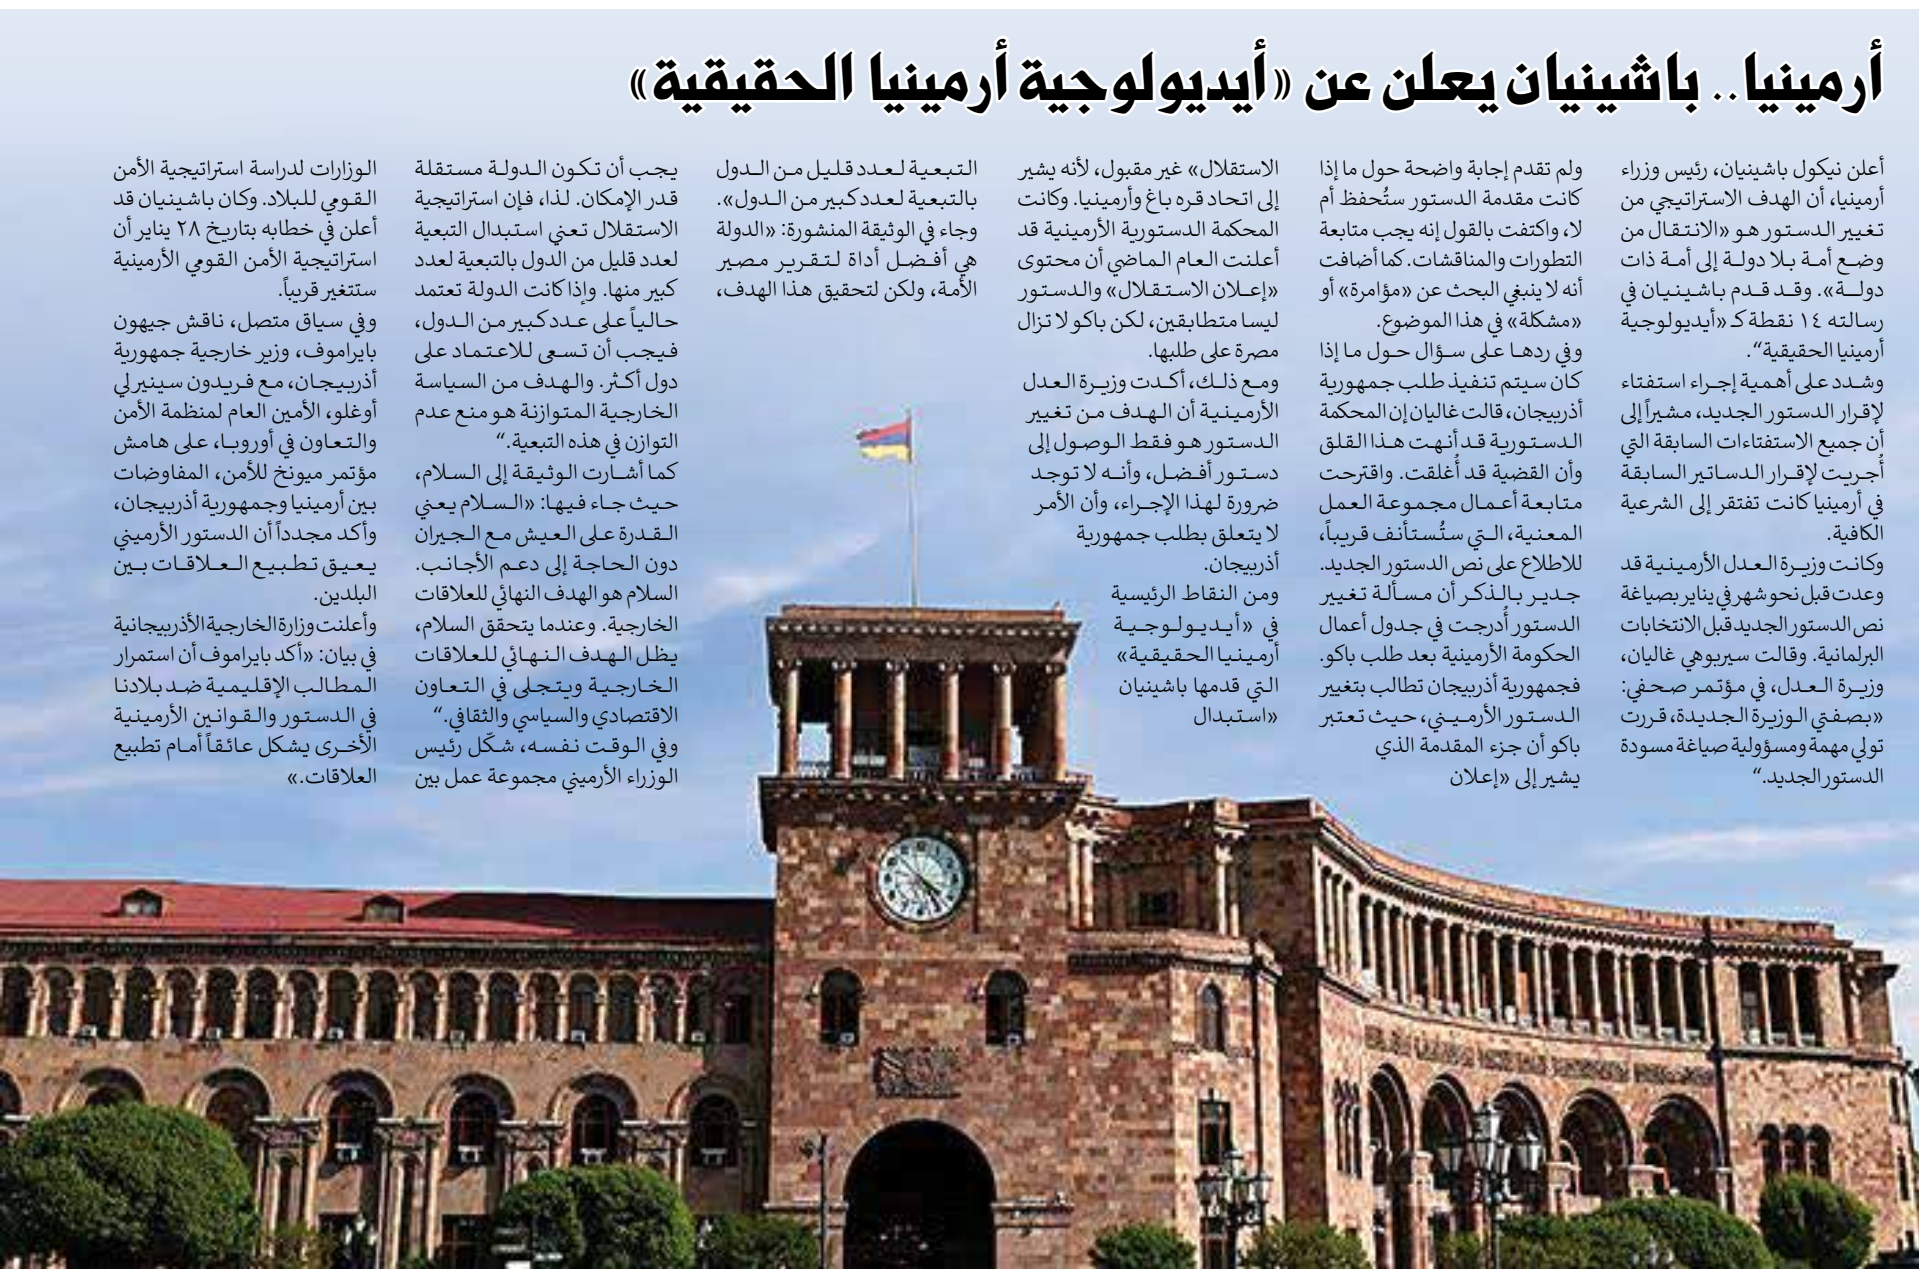 أرمينيا.. باشينيان يعلن عن «أيديولوجية أرمينيا الحقيقية»
أعلن نيكول باشينيان، رئيس وزراء
أرمينيا، أن الهدف الاستراتيجي من
تغيير الدستور هو «الانتقال من
وضع أمة بلا دولة إلى أمة ذات
دولة». وقد قدم باشينيان في
رسالته ١٤ نقطة كـ «أيديولوجية
أرمينيا الحقيقية“.
وشدد على أهمية إجراء استفتاء
لإقرار الدستور الجديد، مشيراً إلى
أن جميع الاستفتاءات السابقة التي
أُجريت لإقرار الدساتير السابقة
في أرمينيا كانت تفتقر إلى الشرعية
الكافية.
وكانت وزيرة العدل الأرمينية قد
وعدت قبل نحو شهر في يناير بصياغة
نص الدستور الجديد قبل الانتخابات
البرلمانية. وقالت سيربوهي غاليان،
وزيرة العدل، في مؤتمر صحفي:
«بصفتي الوزيرة الجديدة، قررت
تولي مهمة ومسؤولية صياغة مسودة
الدستور الجديد.“
ولم تقدم إجابة واضحة حول ما إذا
كانت مقدمة الدستور ستُحفظ أم
لا، واكتفت بالقول إنه يجب متابعة
التطورات والمناقشات. كما أضافت
أنه لا ينبغي البحث عن «مؤامرة» أو
«مشكلة» في هذا الموضوع.
وفي ردها على سؤال حول ما إذا
كان سيتم تنفيذ طلب جمهورية
أذربيجان، قالت غاليان إن المحكمة
الدستورية قد أنهت هذا القلق
وأن القضية قد أُغلقت. واقترحت
متابعة أعمال مجموعة العمل
المعنية، التي ستُستأنف قريباً،
للاطلاع على نص الدستور الجديد.
جدير بالذكر أن مسألة تغيير
الدستور أُدرجت في جدول أعمال
الحكومة الأرمينية بعد طلب باكو.
فجمهورية أذربيجان تطالب بتغيير
الدستور الأرميني، حيث تعتبر
باكو أن جزء المقدمة الذي
يشير إلى «إعلان
الاستقلال» غير مقبول، لأنه يشير
إلى اتحاد قره باغ وأرمينيا. وكانت
المحكمة الدستورية الأرمينية قد
أعلنت العام الماضي أن محتوى
«إعلان الاستقلال» والدستور
ليسا متطابقين، لكن باكو لا تزال
مصرة على طلبها.
ومع ذلك، أكدت وزيرة العدل
الأرمينية أن الهدف من تغيير
الدستور هو فقط الوصول إلى
دستور أفضل، وأنه لا توجد
ضرورة لهذا الإجراء، وأن الأمر
لا يتعلق بطلب جمهورية
أذربيجان.
ومن النقاط الرئيسية
في «أيديولوجية
أرمينيا الحقيقية»
التي قدمها باشينيان
«استبدال
التبعية لعدد قليل من الدول
بالتبعية لعدد كبير من الدول».
وجاء في الوثيقة المنشورة: «الدولة
هي أفضل أداة لتقرير مصير
الأمة، ولكن لتحقيق هذا الهدف،
يجب أن تكون الدولة مستقلة
قدر الإمكان. لذا، فإن استراتيجية
الاستقلال تعني استبدال التبعية
لعدد قليل من الدول بالتبعية لعدد
كبير منها. وإذا كانت الدولة تعتمد
حالياً على عدد كبير من الدول،
فيجب أن تسعى للاعتماد على
دول أكثر. والهدف من السياسة
الخارجية المتوازنة هو منع عدم
التوازن في هذه التبعية.“
كما أشارت الوثيقة إلى السلام،
حيث جاء فيها: «السلام يعني
القدرة على العيش مع الجيران
دون الحاجة إلى دعم الأجانب.
السلام هو الهدف النهائي للعلاقات
الخارجية. وعندما يتحقق السلام،
يظل الهدف النهائي للعلاقات
الخارجية ويتجلى في التعاون
الاقتصادي والسياسي والثقافي.“
وفي الوقت نفسه، شكّل رئيس
الوزراء الأرميني مجموعة عمل بين
الوزارات لدراسة استراتيجية الأمن
القومي للبلاد. وكان باشينيان قد
أعلن في خطابه بتاريخ ٢٨ يناير أن
استراتيجية الأمن القومي الأرمينية
ستتغير قريباً.
وفي سياق متصل، ناقش جيهون
بايراموف، وزير خارجية جمهورية
أذربيجان، مع فريدون سينيرلي
أوغلو، الأمين العام لمنظمة الأمن
والتعاون في أوروبا، على هامش
مؤتمر ميونخ للأمن، المفاوضات
بين أرمينيا وجمهورية أذربيجان،
وأكد مجدداً أن الدستور الأرميني
يعيق تطبيع العلاقات بين
البلدين.
وأعلنت وزارة الخارجية الأذربيجانية
في بيان: «أكد بايراموف أن استمرار
المطالب الإقليمية ضد بلادنا
في الدستور والقوانين الأرمينية
الأخرى يشكل عائقاً أمام تطبيع
العلاقات.»